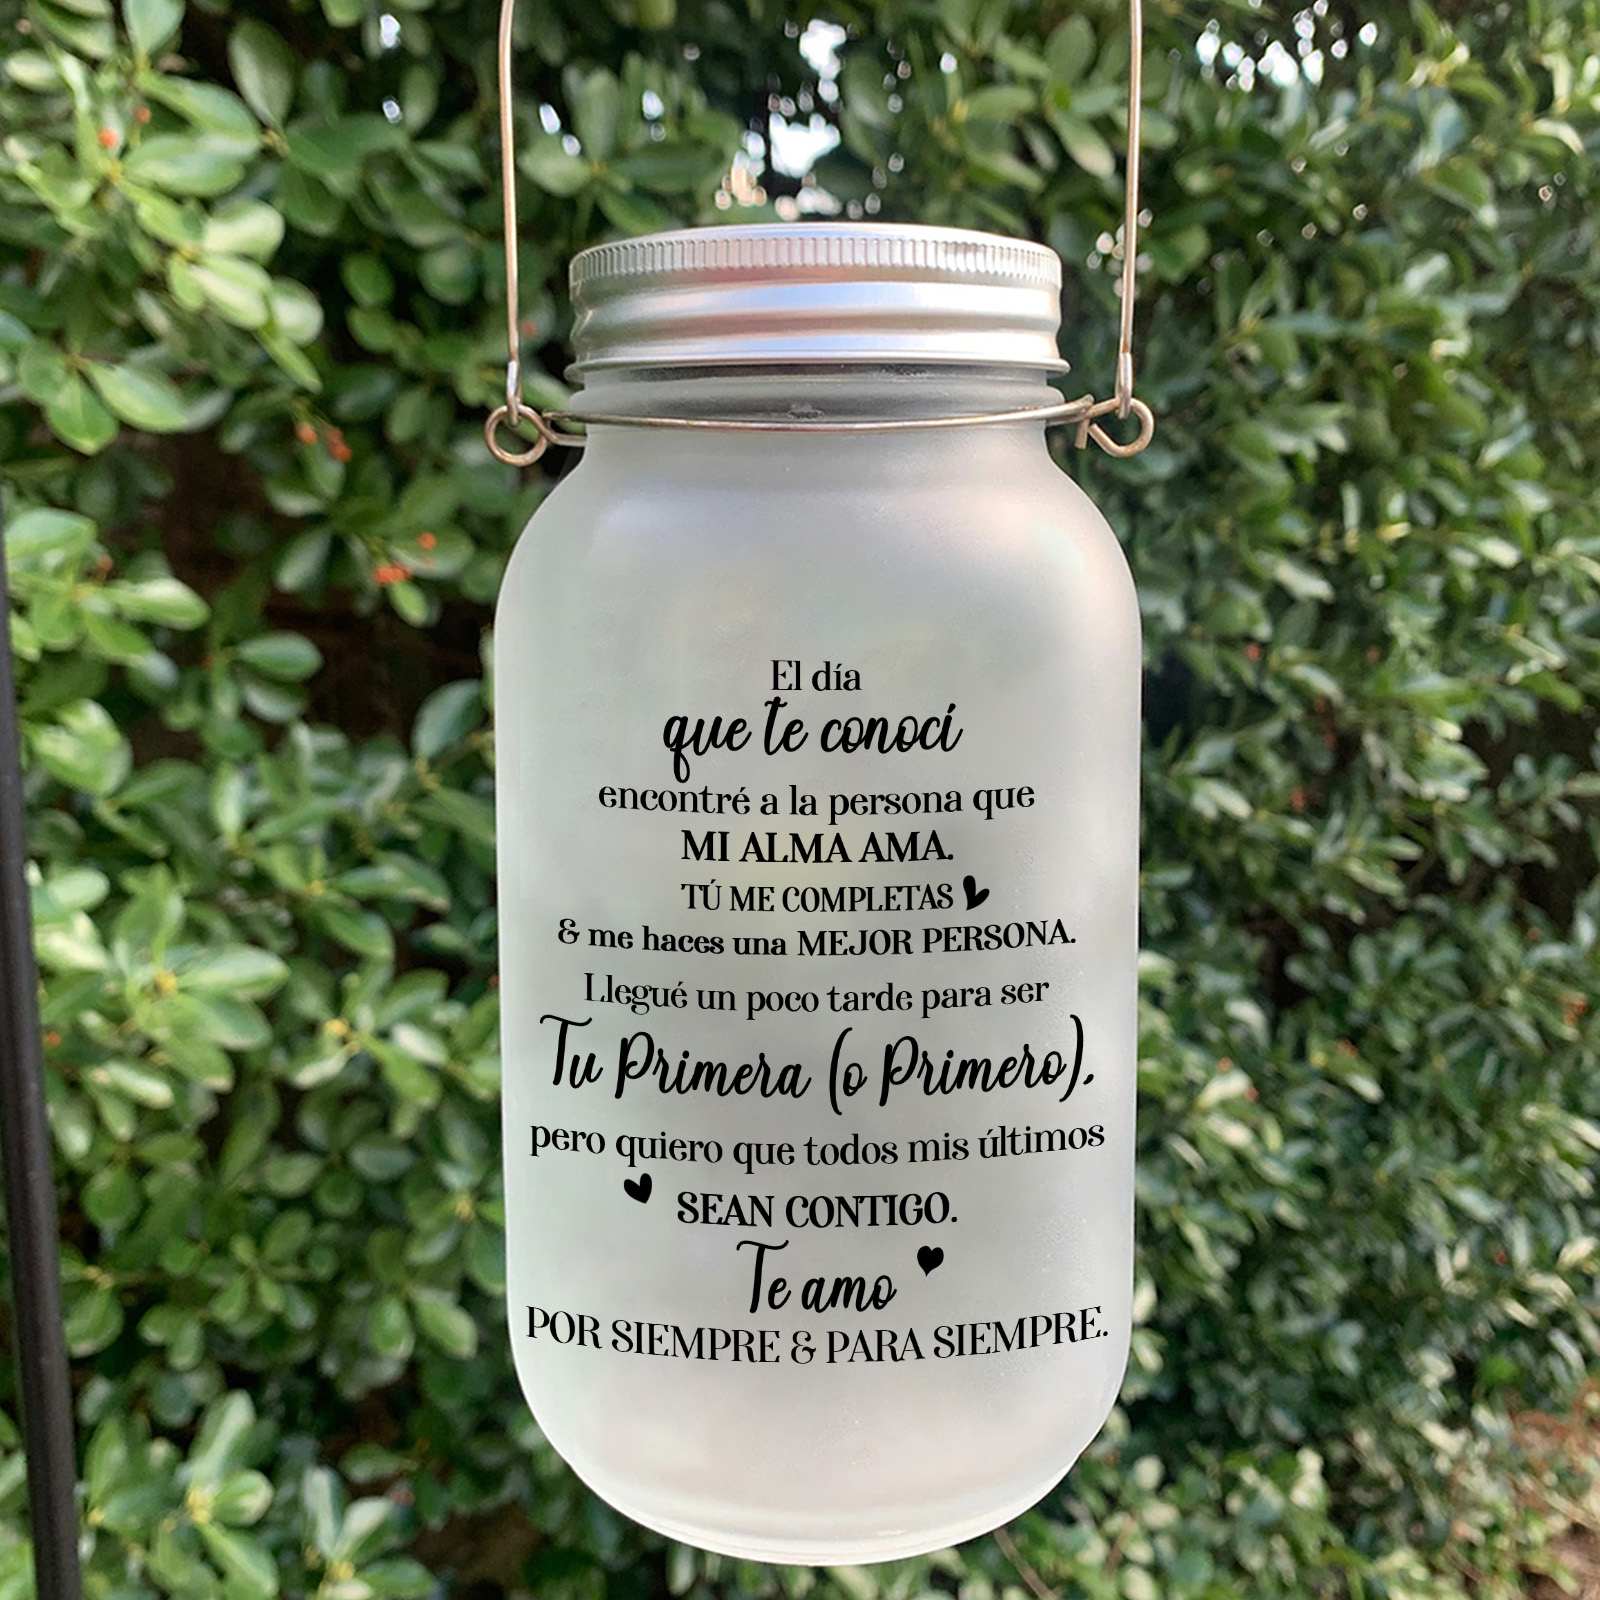 El día
que te conocí
encontré a la persona que
MI ALMA AMA.
TÚ ME COMPLETAS
& me haces una MEJOR PERSONA.
Llegué un poco tarde para ser
Tu Primera (o Primero),
pero quiero que todos mis últimos
SEAN CONTIGO.
Te amo
POR SIEMPRE & PARA SIEMPRE.